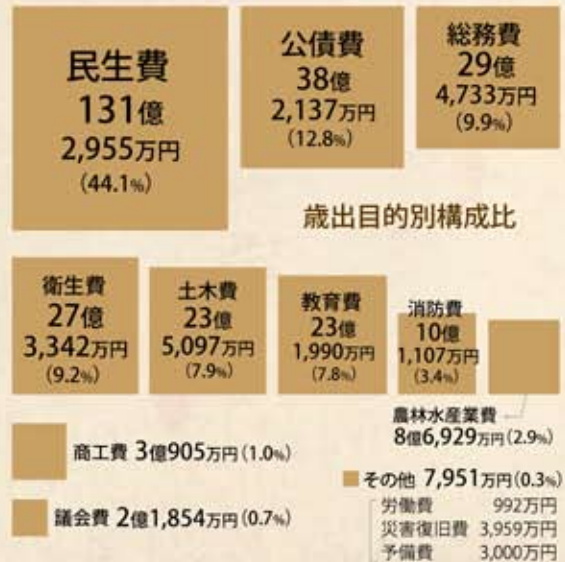 民生費
131億
2,955万円
(44.1%)
公債費
38億
2,137万円
(12.8%)
総務費
29億
4,733万円
(9.9%)
歳出目的別構成比
衛生費
27億
3,342万円
(9.2%)
土木費
23億
5,097万円
(7.9%)
教育費
23億
1,990万円
(7.8%)
消防費
10億
1,107万円
(3.4%)
農林水産業費
8億6,929万円(2.9%)
商工費 3億905万円(1.0%)
議会費 2億1,854万円(0.7%)
その他 7,951万円(0.3%)
労働費 992万円
災害復旧費 3,959万円
予備費 3,000万円